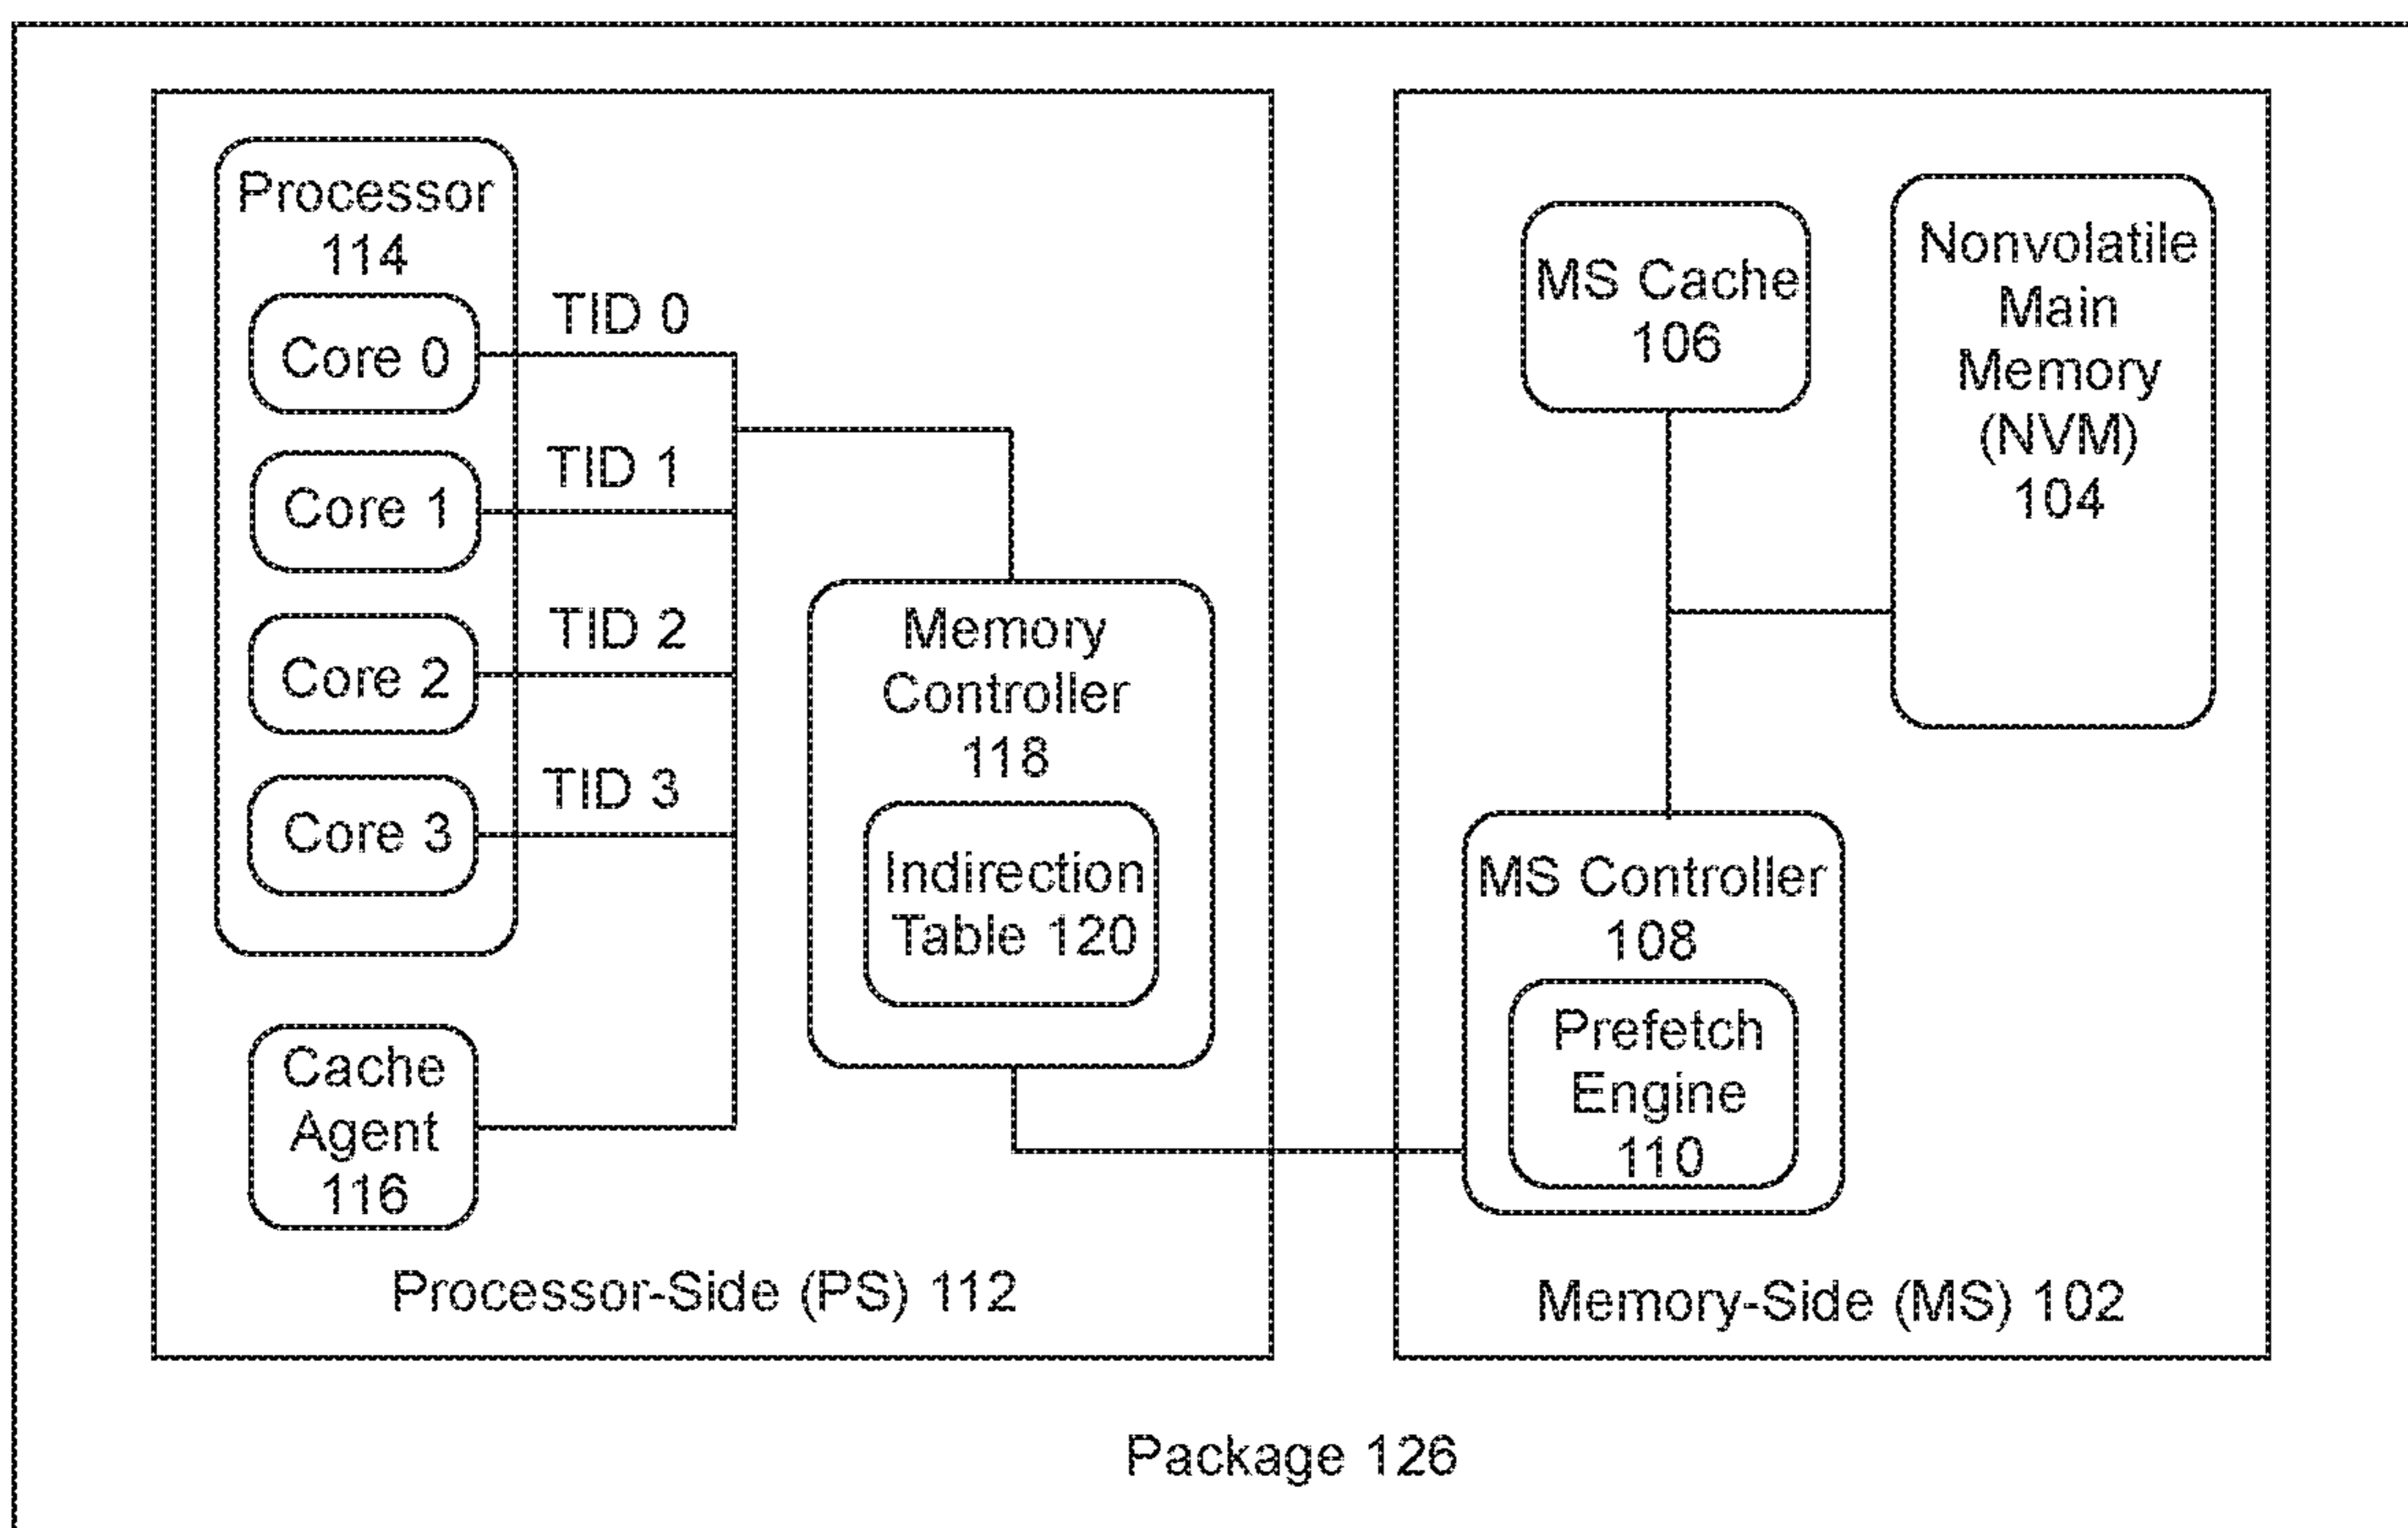 Processor
114
Core 0
Core 1
Core 2
Core 3
TID 0
TID 1
TID 2
TID 3
Cache
Agent
116
Memory
Controller
118
Indirection
Table 120
Processor-Side (PS) 112
MS Cache
106
Nonvolatile
Main
Memory
(NVM)
104
MS Controller
108
Prefetch
Engine
110
Memory-Side (MS) 102
Package 126